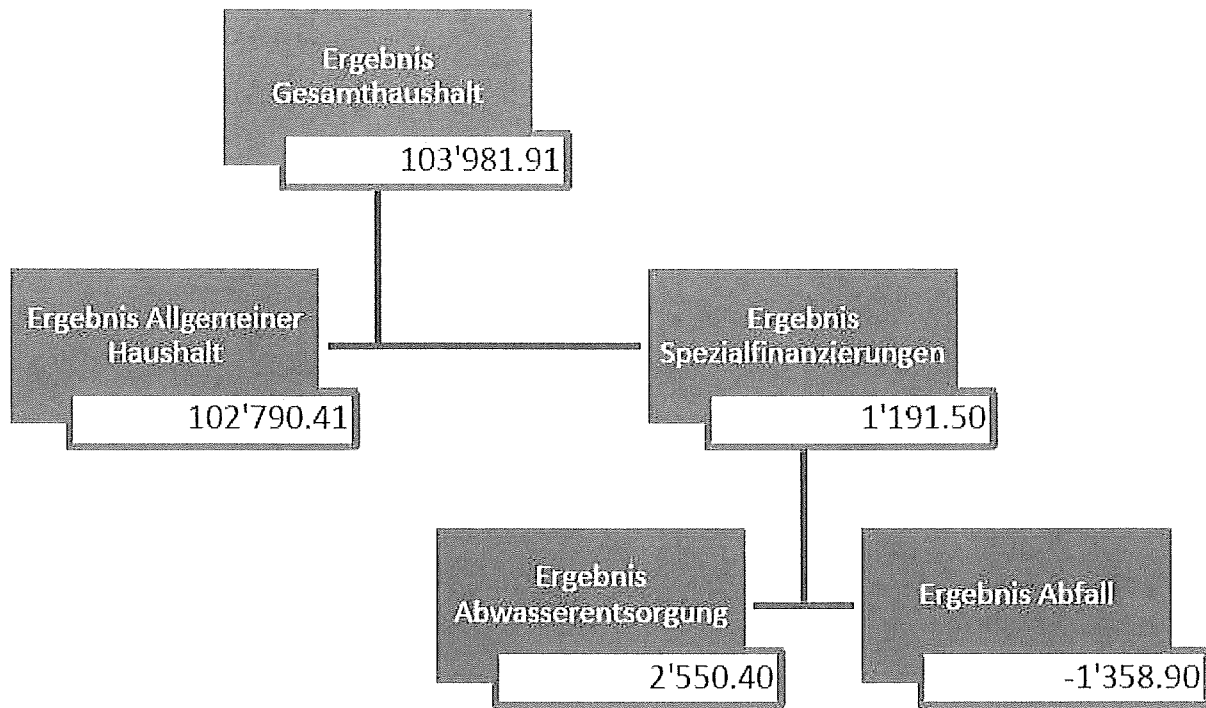 Ergebnis
Gesamthaushalt
103'981.91
Ergebnis Allgemeiner
Haushalt
102'790.41
Ergebnis
Spezialfinanzierungen
1'191.50
Ergebnis
Abwasserentsorgung
2'550.40
Ergebnis Abfall
-1'358.90